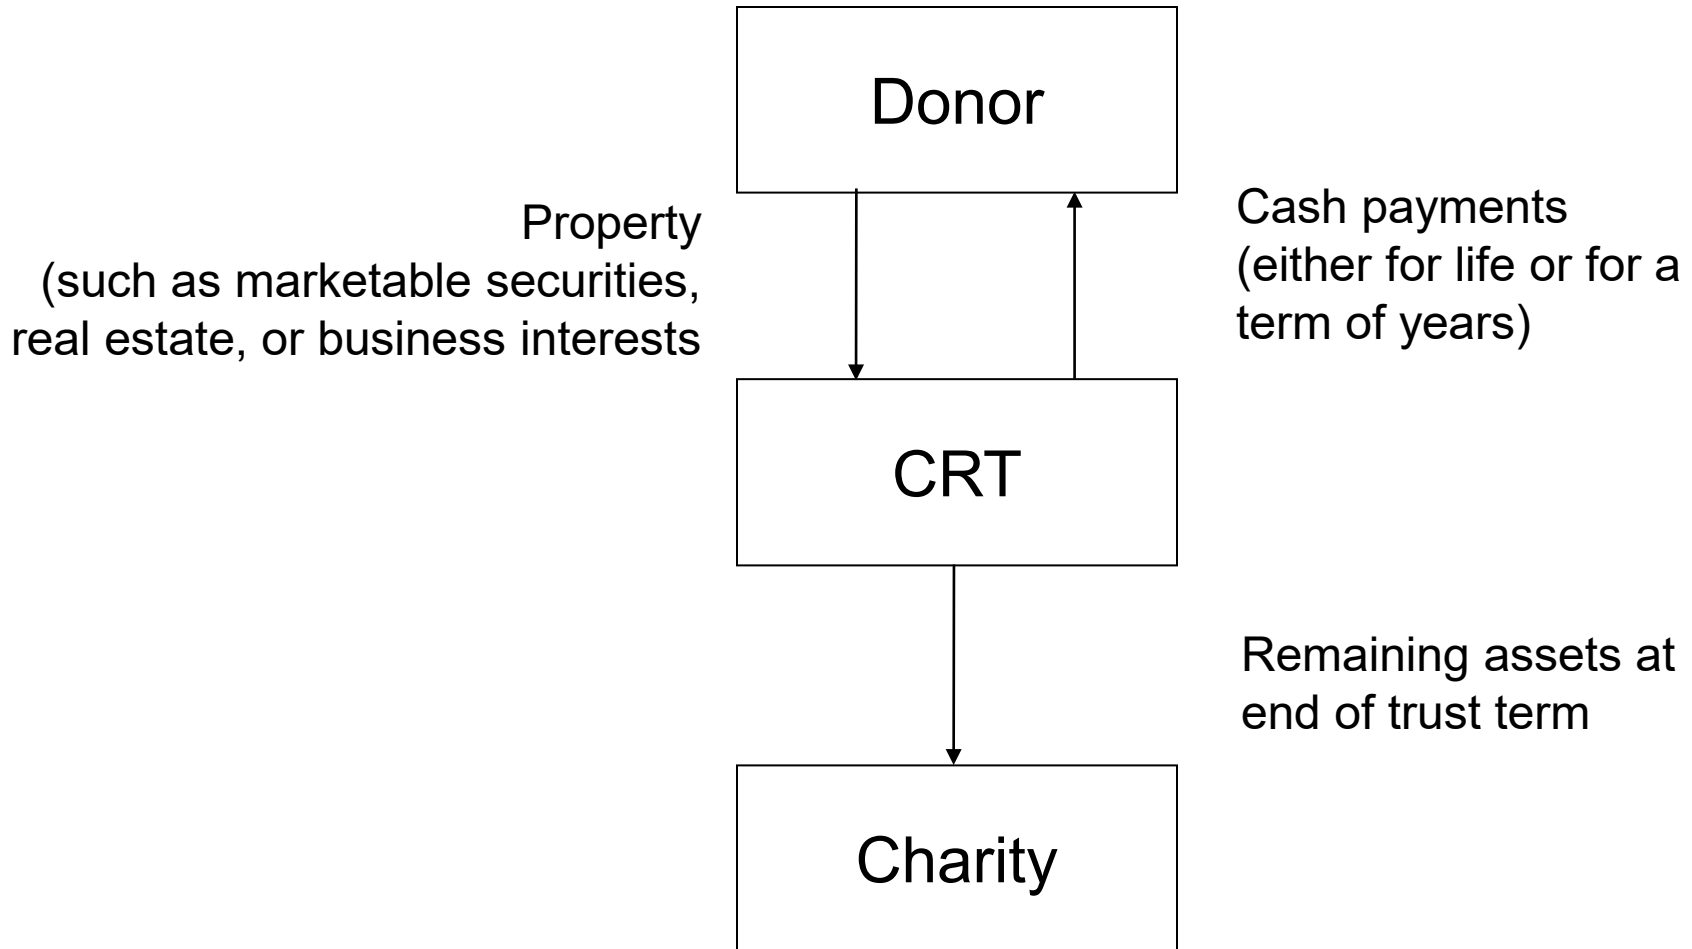 Donor
Property
(such as marketable securities,
real estate, or business interests
Cash payments
(either for life or for a
term of years)
CRT
Remaining assets at
end of trust term
Charity